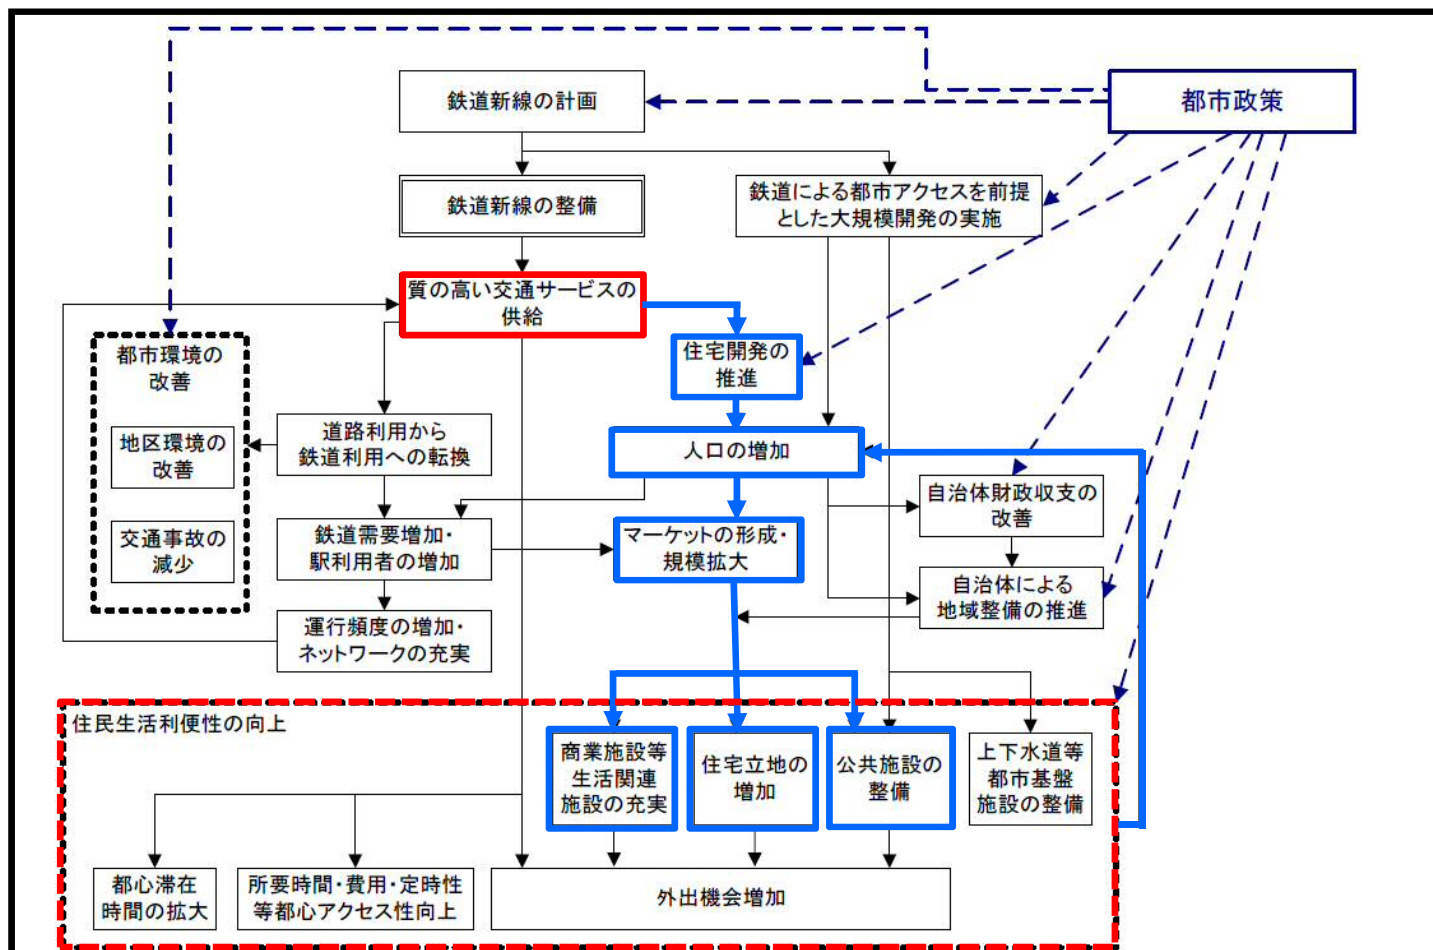 鉄道新線の計画
都市政策
鉄道新線の整備
鉄道による都市アクセスを前提
とした大規模開発の実施
質の高い交通サービスの
供給
都市環境の
改善
住宅開発の
推進
地区環境の
改善
道路利用から
鉄道利用への転換
人口の増加
自治体財政収支の
改善
交通事故の
減少
鉄道需要増加・
駅利用者の増加
マーケットの形成・
規模拡大
自治体による
地域整備の推進
運行頻度の増加・
ネットワークの充実
住民生活利便性の向上
商業施設等
生活関連
施設の充実
住宅立地の
増加
公共施設の
整備
上下水道等
都市基盤
施設の整備
都心滞在
時間の拡大
所要時間・費用・定時性
等都心アクセス性向上
外出機会増加